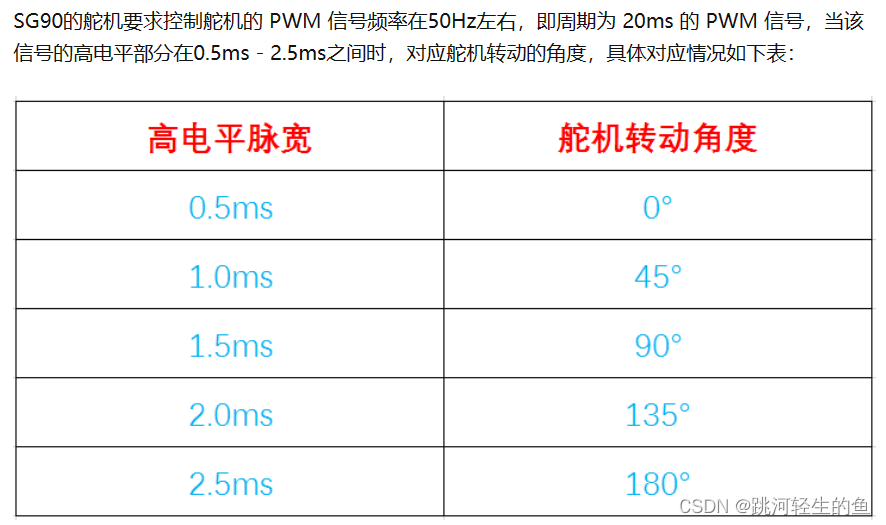 SG90的舵机要求控制舵机的 PWM 信号频率在50Hz左右，即周期为 20ms 的 PWM 信号，当该
信号的高电平部分在0.5ms - 2.5ms之间时，对应舵机转动的角度，具体对应情况如下表：
高电平脉宽 舵机转动角度
0.5ms 0°
1.0ms 45°
1.5ms 90°
2.0ms 135°
2.5ms 180°
CSDN @跳河轻生的鱼